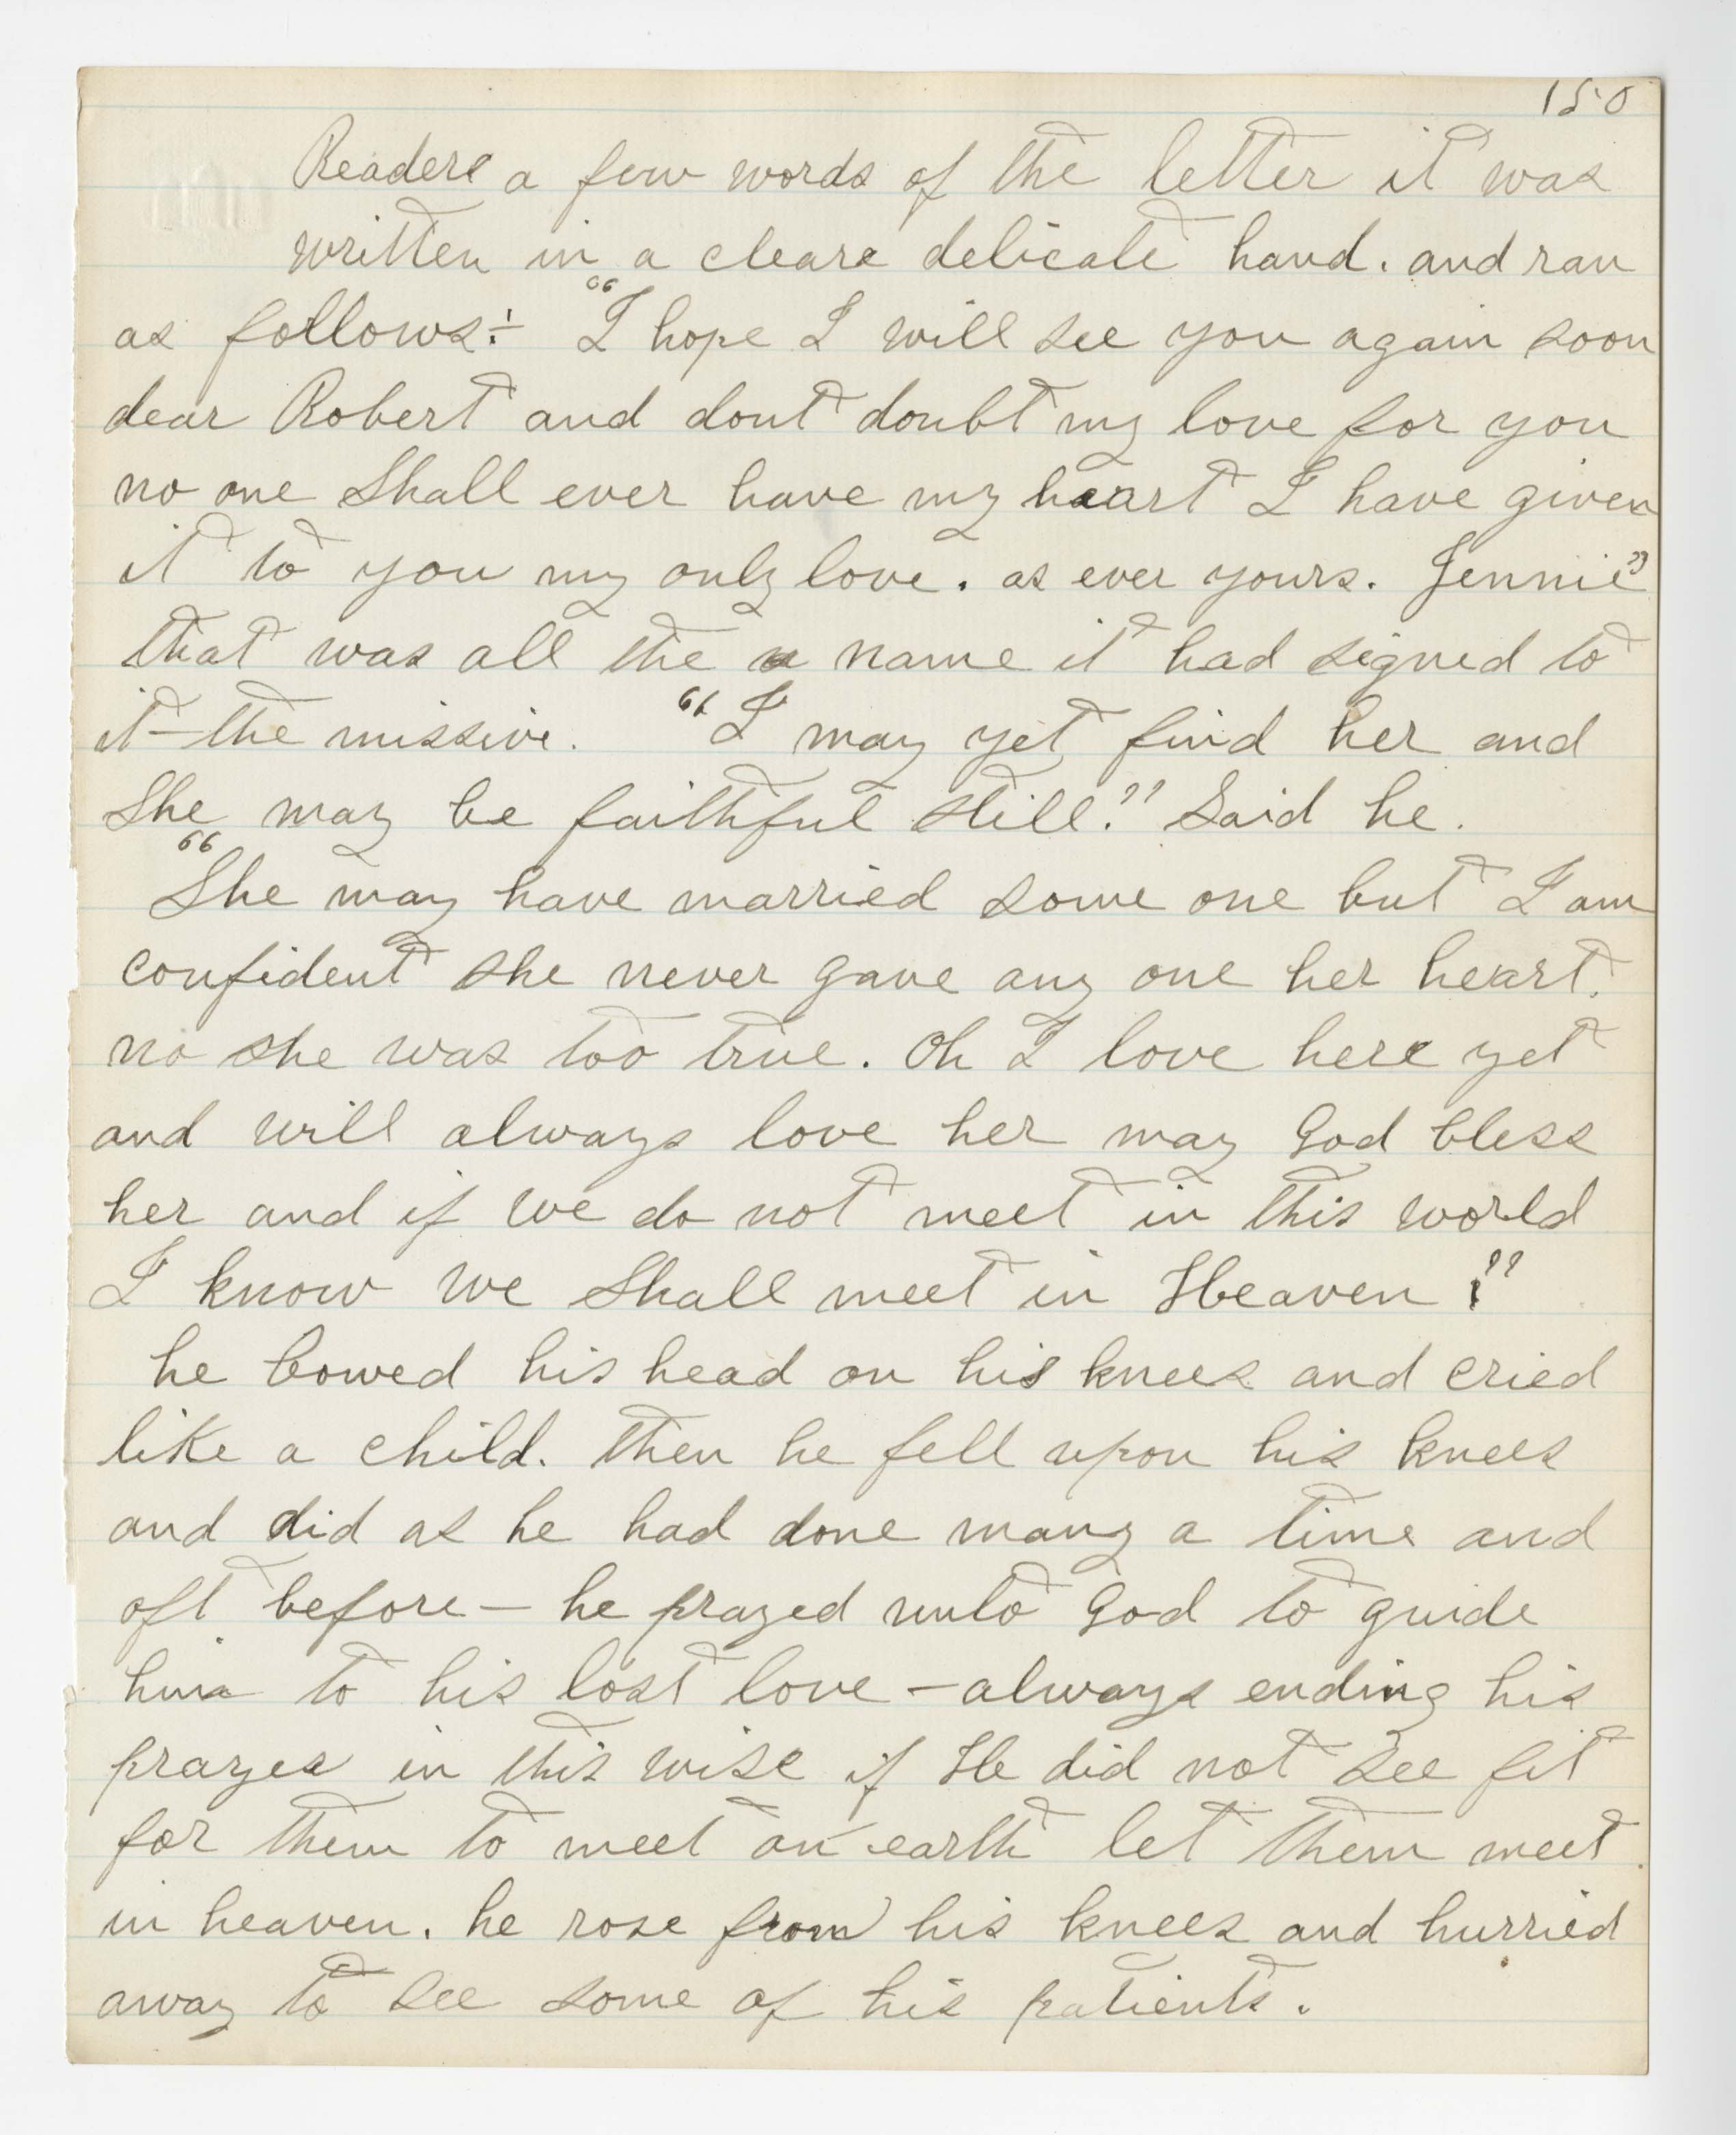 150
Readers a few words of the letter it was
written in a cleare delicate hand. and ran
as follows:- "I hope I will see you again soon
dear Robert and dont doubt my love for you
no one shall ever have my heart I have given
it to you my only love. as ever yours. Jennie"
that was all the name it had signed to
it - the missive. "I may yet find her and
She may be faithful still." Said he.
"She may have married some one but I am
confident she never gave any one her heart.
no she was too true. Oh I love here yet
and will always love her may God bless
her and if we do not meet in this world
I know we shall meet in Heaven!"
he bowed his head on his knees and cried
like a child. then he fell upon his knees
and did as he had done many a time and
oft before - he prayed unto God to guide
him to his lost love - always ending his
prayer in this wise if He did not see fit
for them to meet on earth let them meet
in heaven. he rose from his knees and hurried
away to see some of his patients.